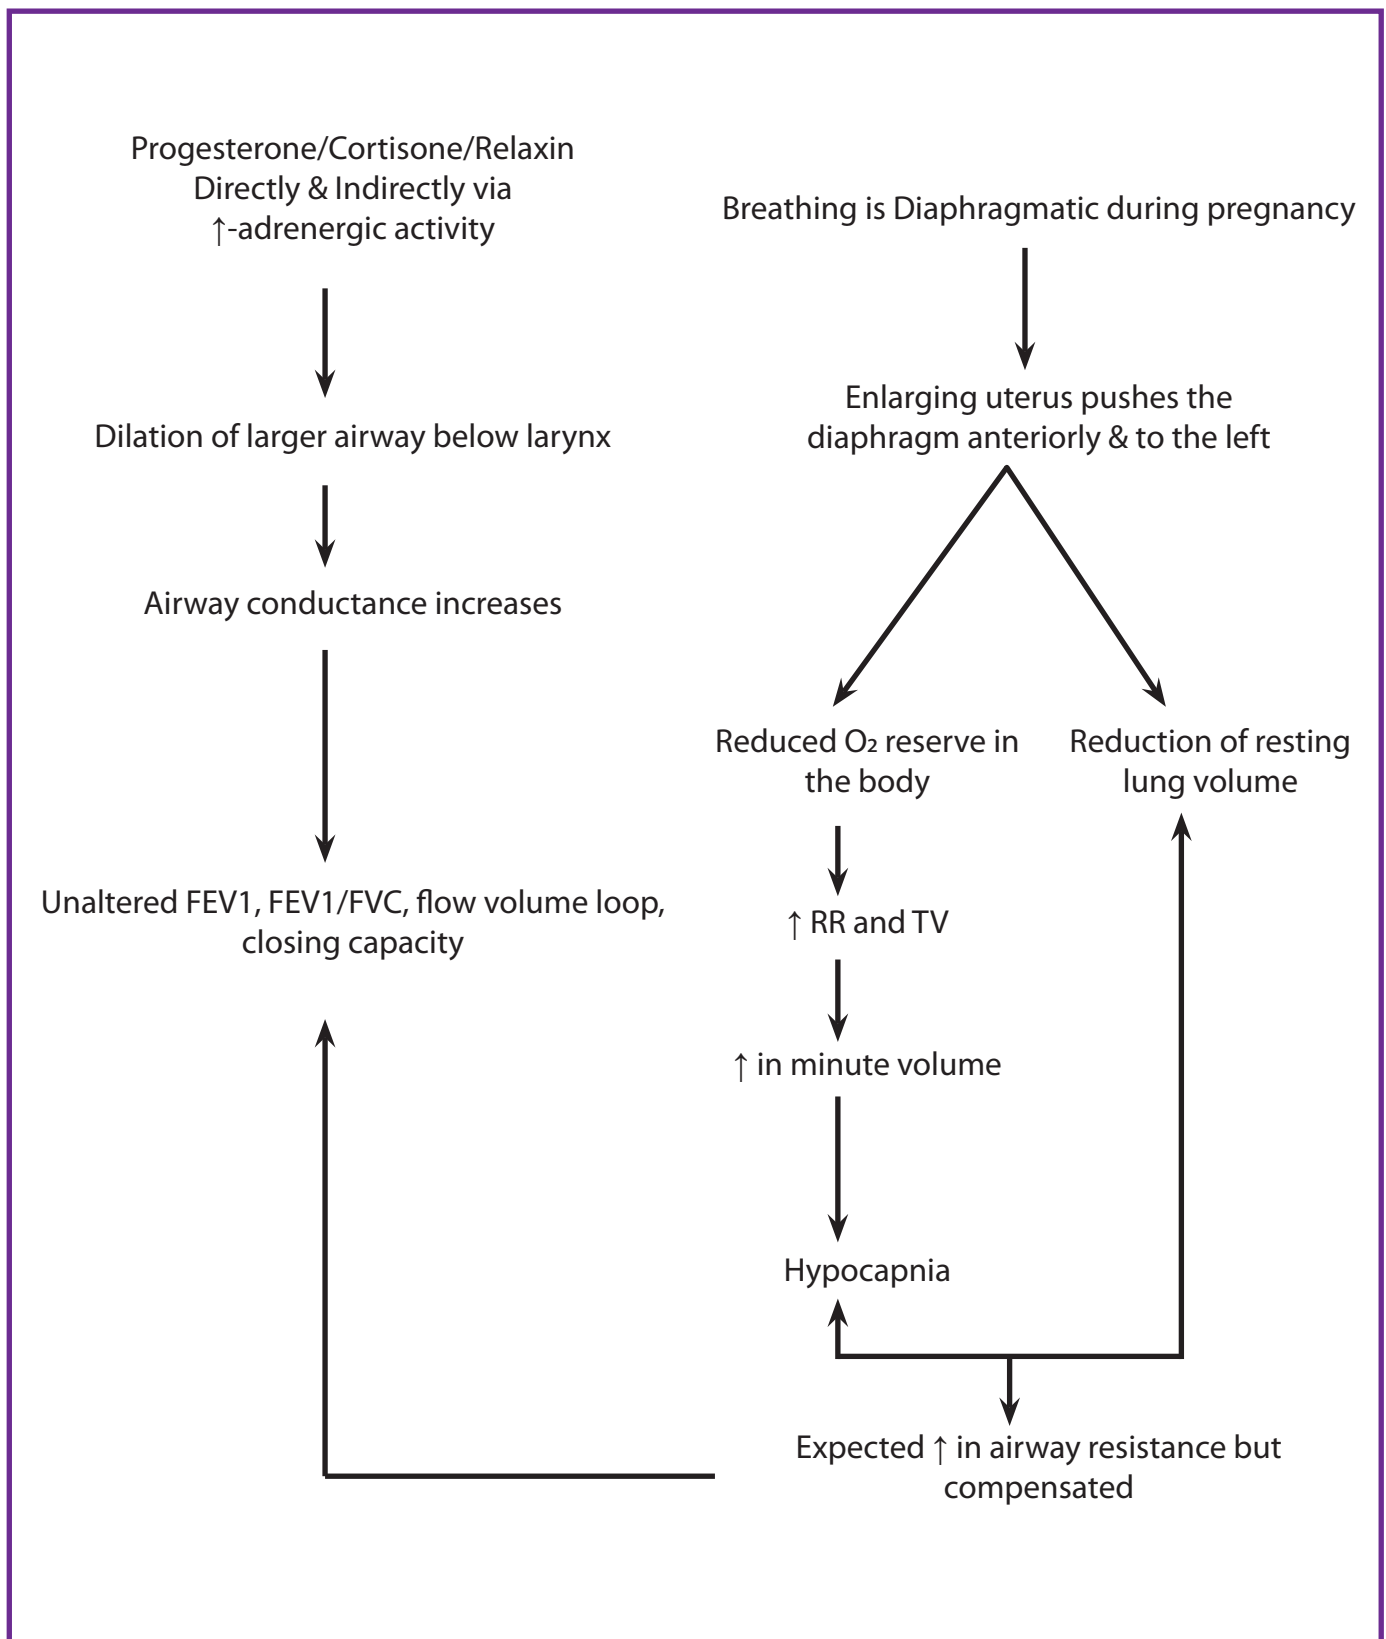 Progesterone/Cortisone/Relaxin
Directly & Indirectly via
↑-adrenergic activity
Dilation of larger airway below larynx
Airway conductance increases
Unaltered FEV1, FEV1/FVC, flow volume loop,
closing capacity
Breathing is Diaphragmatic during pregnancy
Enlarging uterus pushes the
diaphragm anteriorly & to the left
Reduced O₂ reserve in
the body
Reduction of resting
lung volume
↑ RR and TV
↑ in minute volume
Hypocapnia
Expected ↑ in airway resistance but
compensated